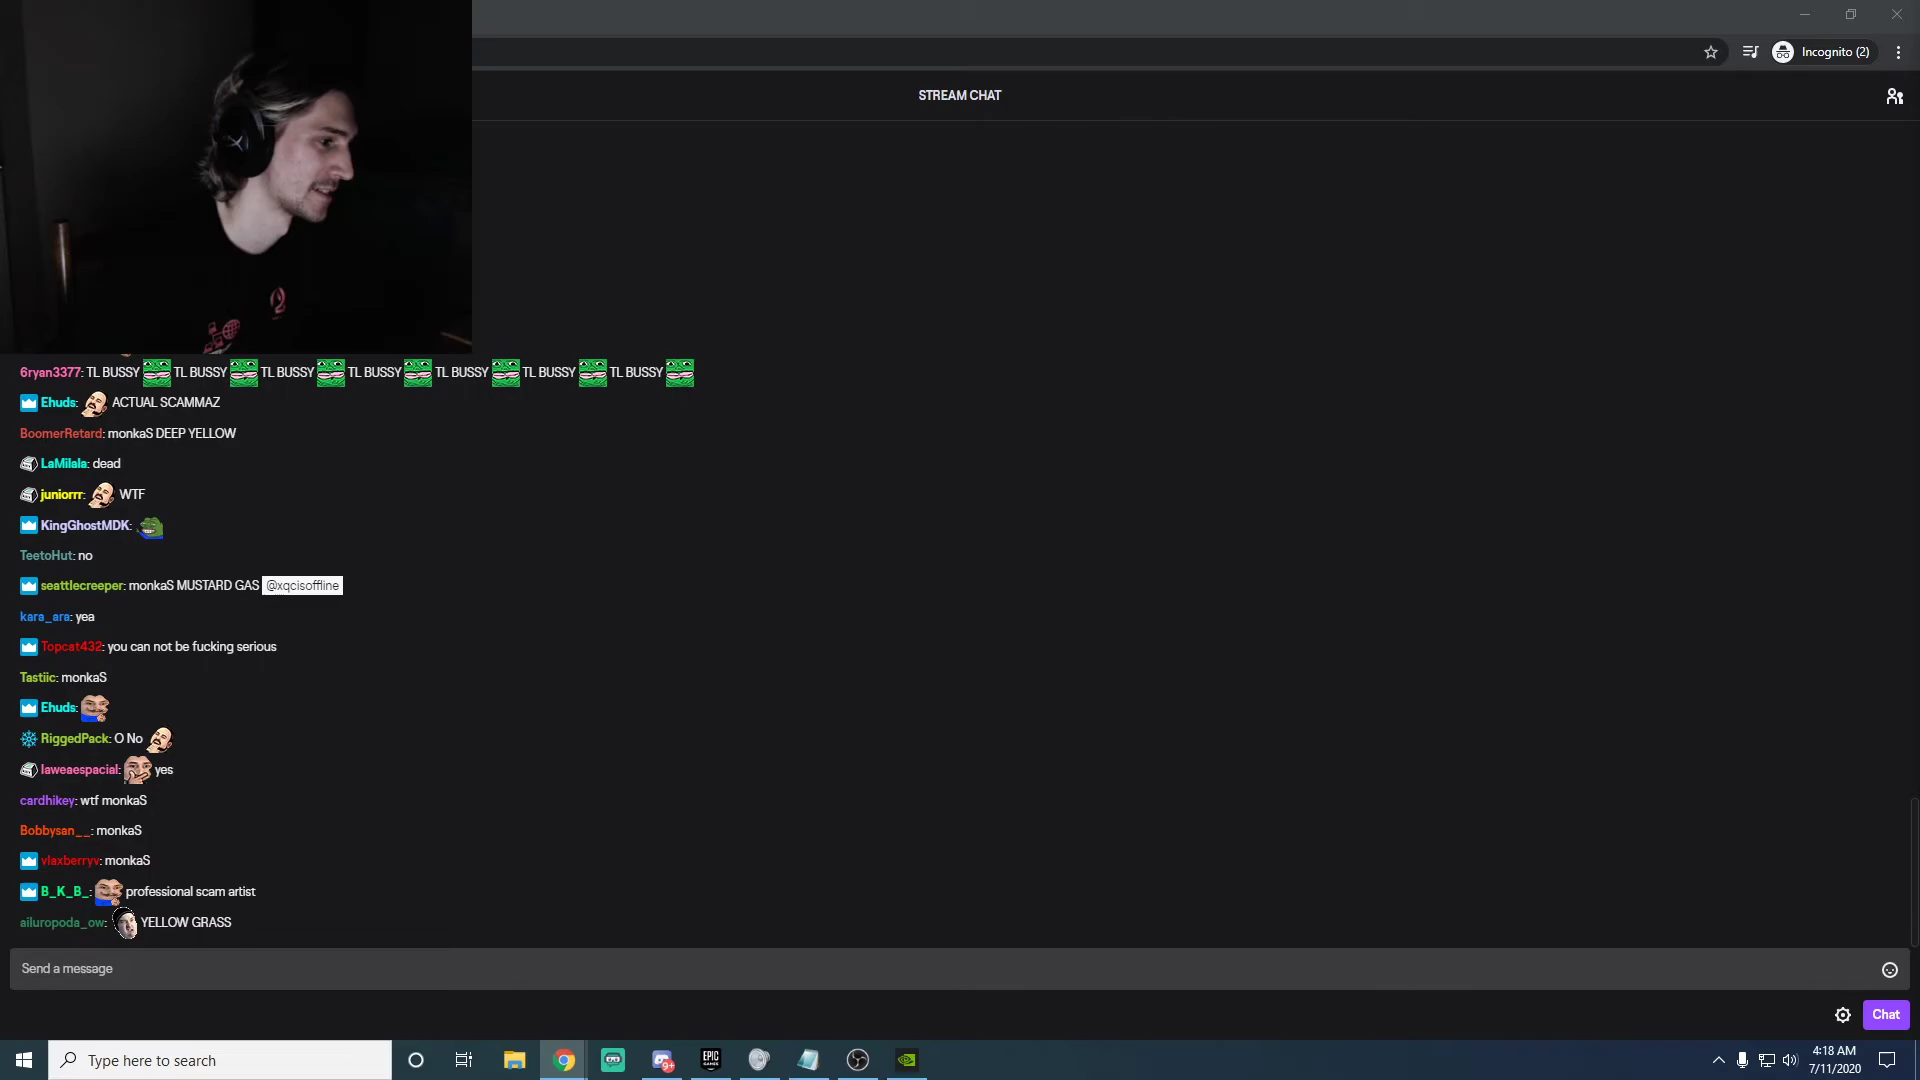 Incognito (2)
STREAM CHAT
6ryan3377: TL BUSSY TL BUSSY TL BUSSY TL BUSSY TL BUSSY TL BUSSY TL BUSSY
Ehuds: ACTUAL SCAMMAZ
BoomerRetard: monkaS DEEP YELLOW
LaMilala: dead
juniorrr: WTF
KingGhostMDK:
TeetoHut: no
seattlecreeper: monkaS MUSTARD GAS @xqcisoffline
kara_ara: yea
Topcat432: you can not be fucking serious
Tastiic: monkaS
Ehuds:
RiggedPack: O No
laweaespacial: yes
cardhikey: wtf monkaS
Bobbysan__: monkaS
vlaxberryv: monkaS
B_K_B_: professional scam artist
ailuropoda_ow: YELLOW GRASS
Send a message
Chat
Type here to search
EPIC
GAMES
9+
4:18 AM
7/11/2020